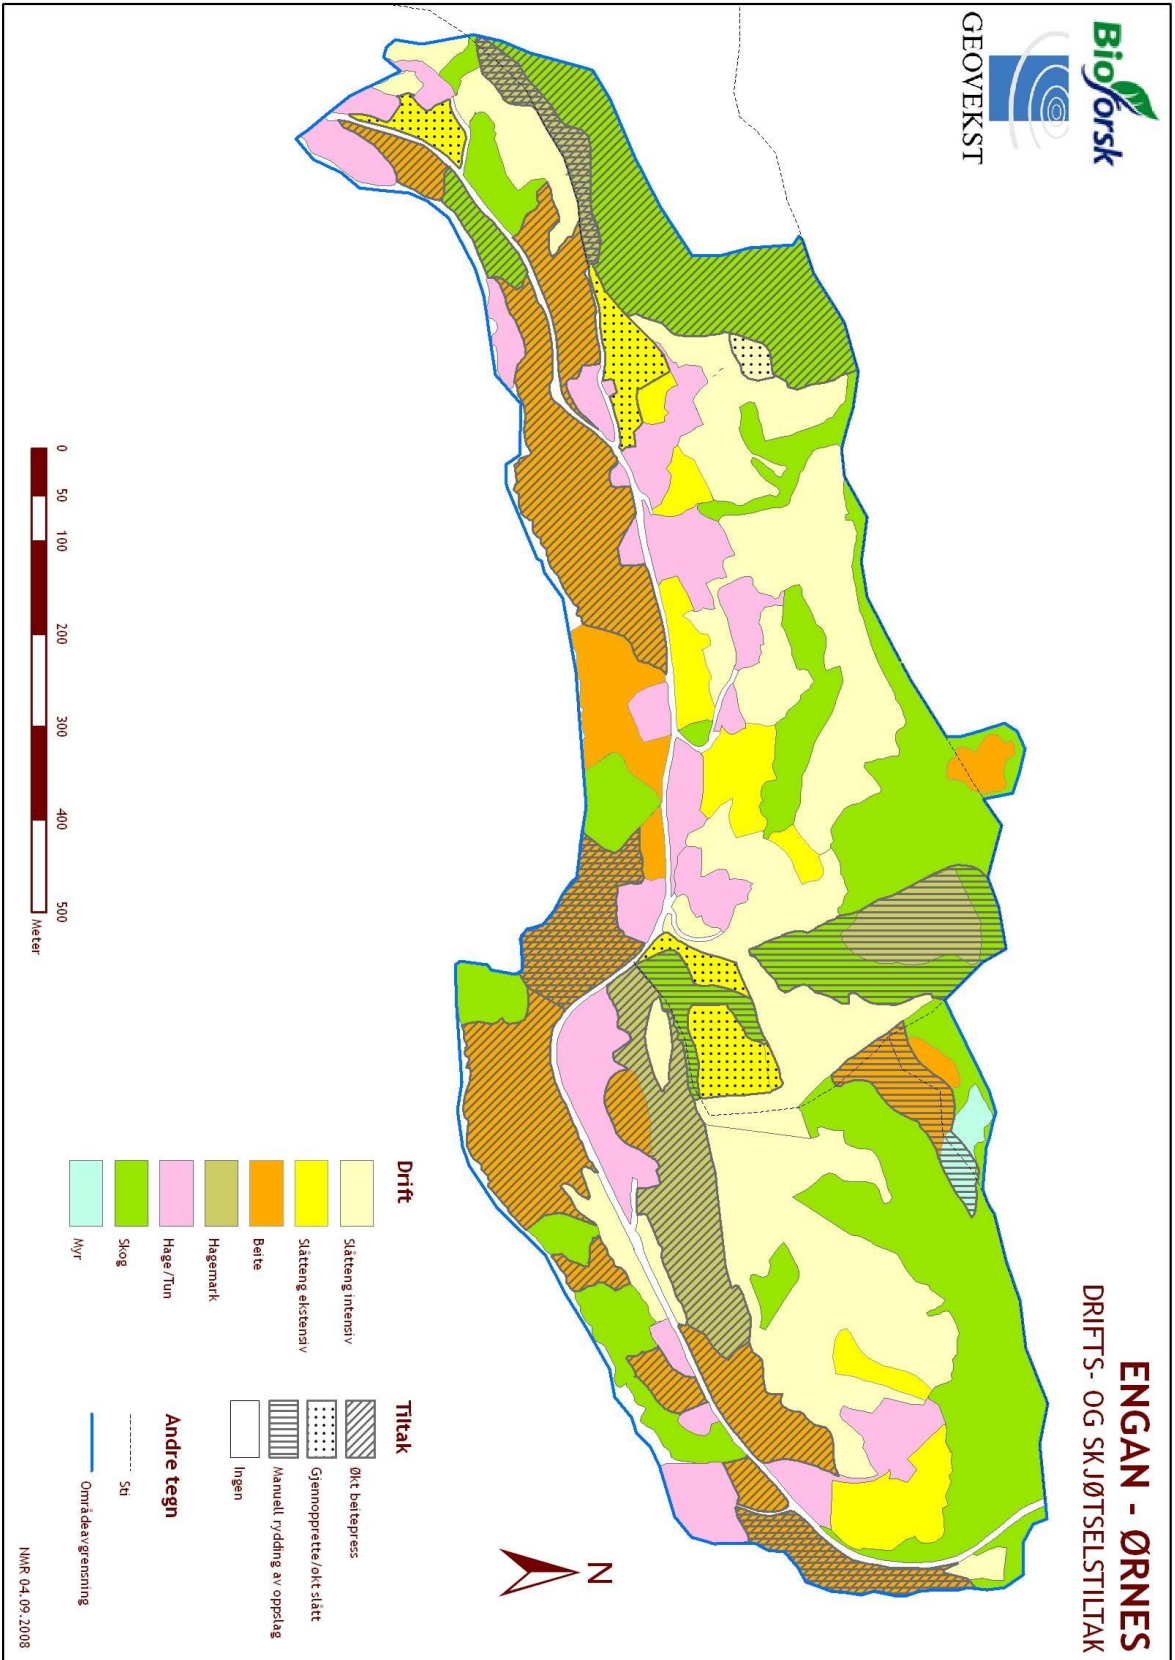 Bioforsk
GEOVEKST
ENGAN - ØRNES
DRIFTS- OG SKJØTSELSTILTAK
N
0 50 100 200 300 400 500
Meter
Drift
Slåtteng intensiv
Slåtteng ekstensiv
Beite
Hagemark
Hage/Tun
Skog
Myr
Tiltak
Økt beitepress
Gjennopprette/økt slått
Manuell rydding av oppslag
Ingen
Andre tegn
Sti
Områdeavgrensning
NMR 04.09.2008